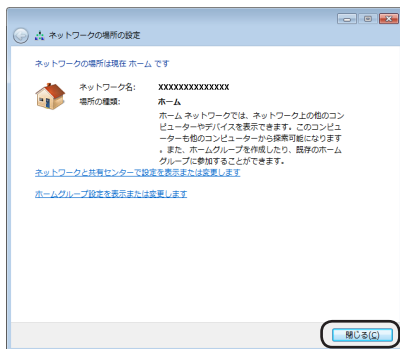 ネットワークの場所の設定
ネットワークの場所は現在 ホーム です
ネットワーク名: XXXXXXXXXXXXXX
場所の種類: ホーム
ホーム ネットワークでは、ネットワーク上の他のコン
ピューターやデバイスを表示できます。このコンピュ
ーターも他のコンピューターから探索可能になります
。また、ホームグループを作成したり、既存のホーム
グループに参加することができます。
ネットワークと共有センターで設定を表示または変更します
ホームグループ設定を表示または変更します
閉じる(C)